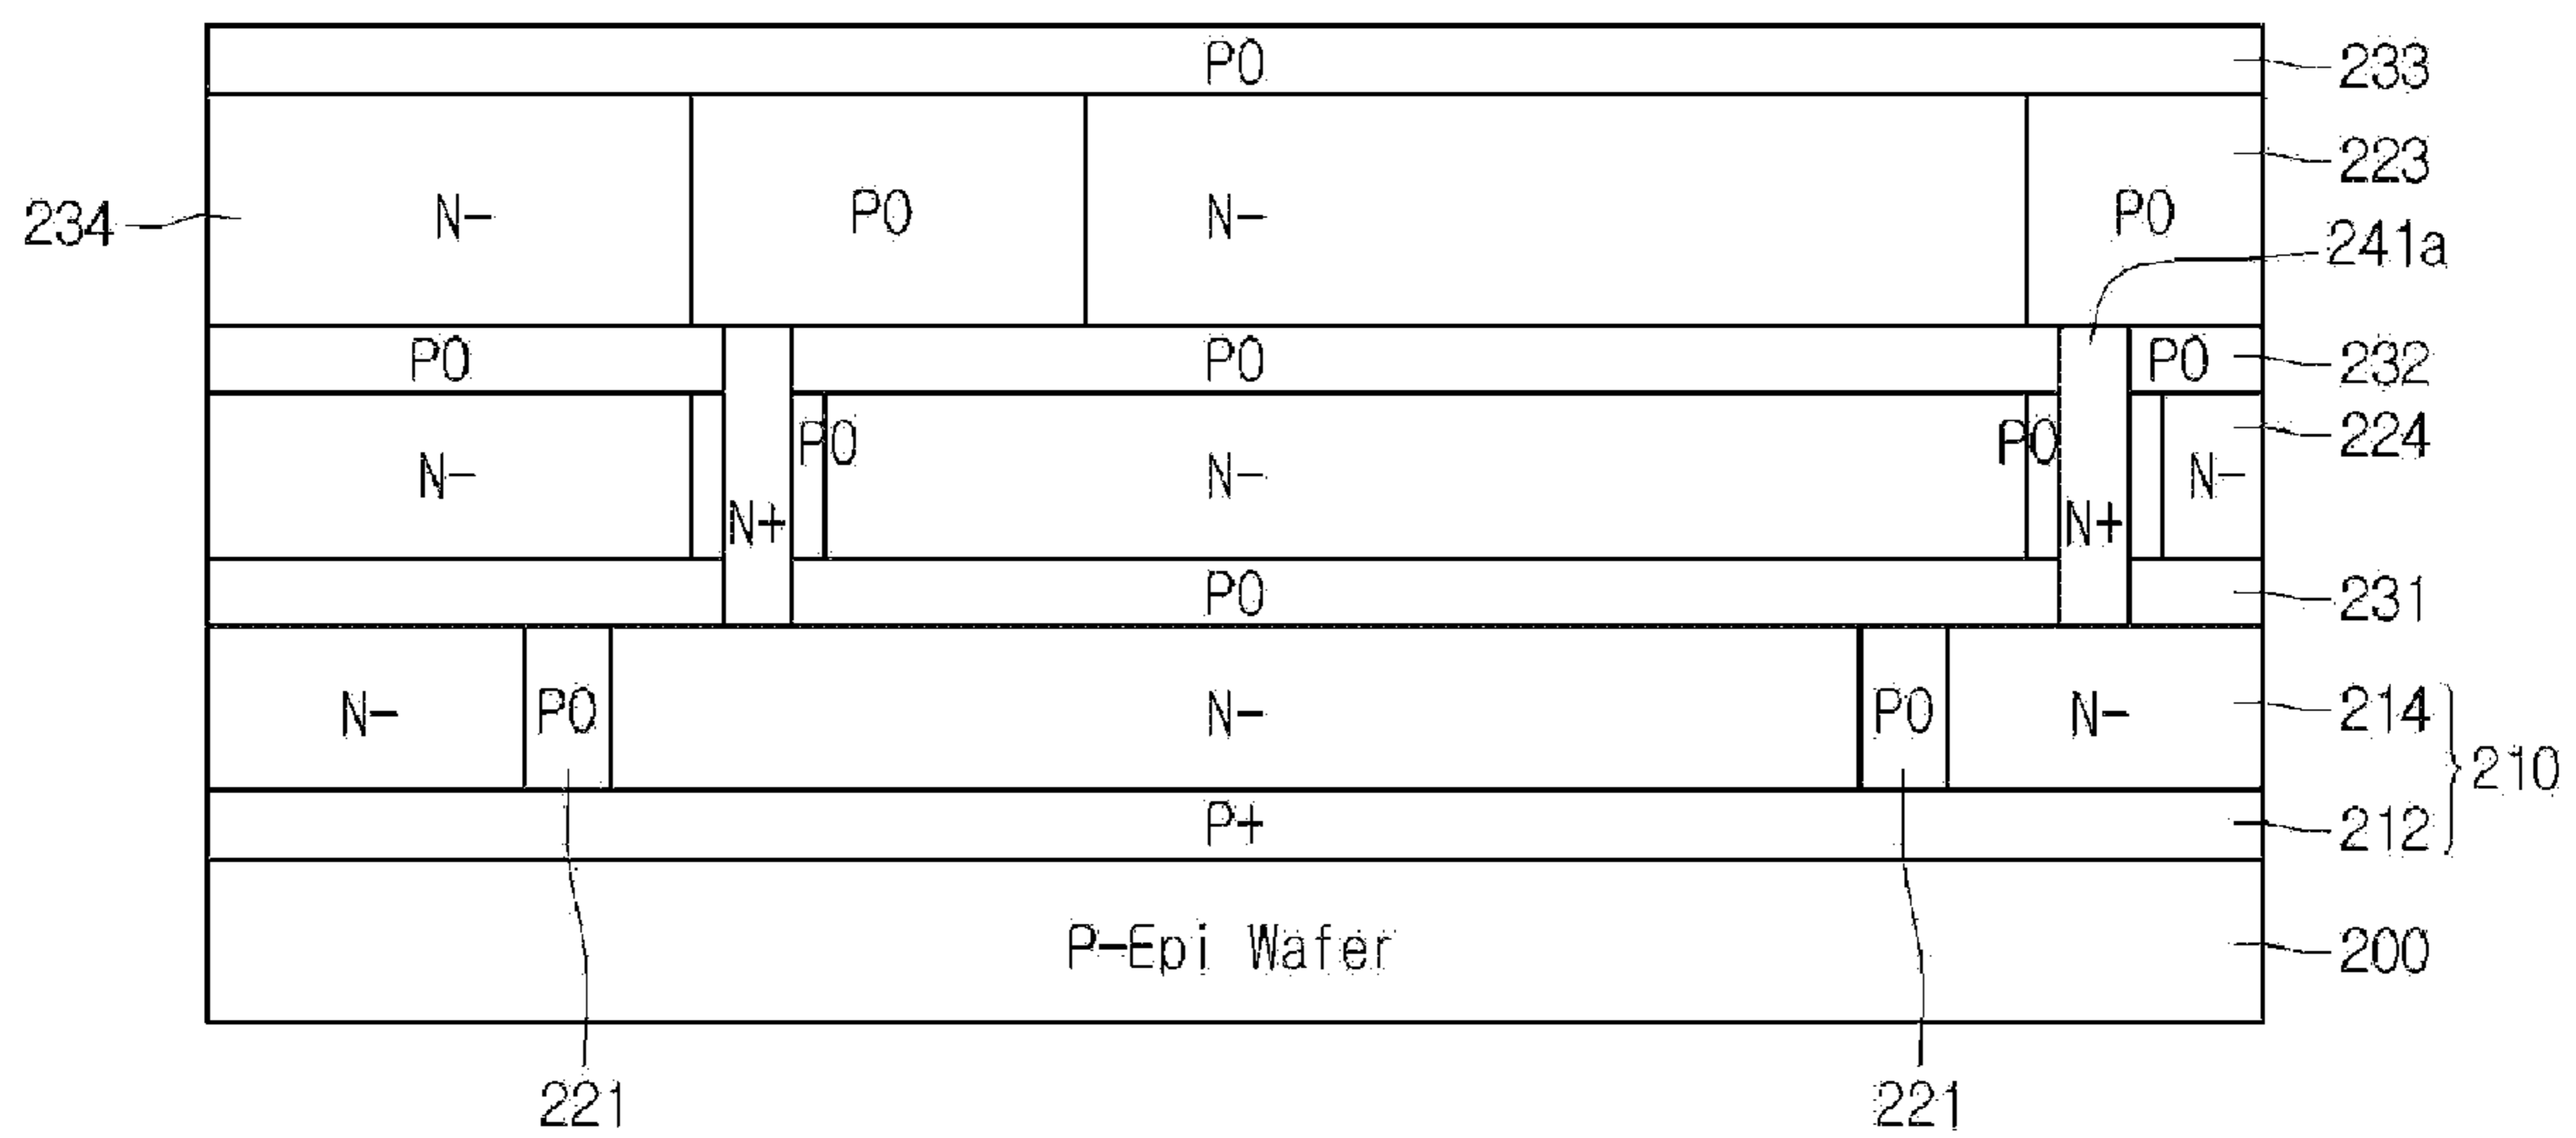 P0 233
223
234 N- P0 N- P0
241a
P0 P0 P0 232
P0 P0 224
N- N- N-
N+ N+
P0 231
N- P0 N- P0 N- 214
210
P+ 212
P-Epi Wafer 200
221 221